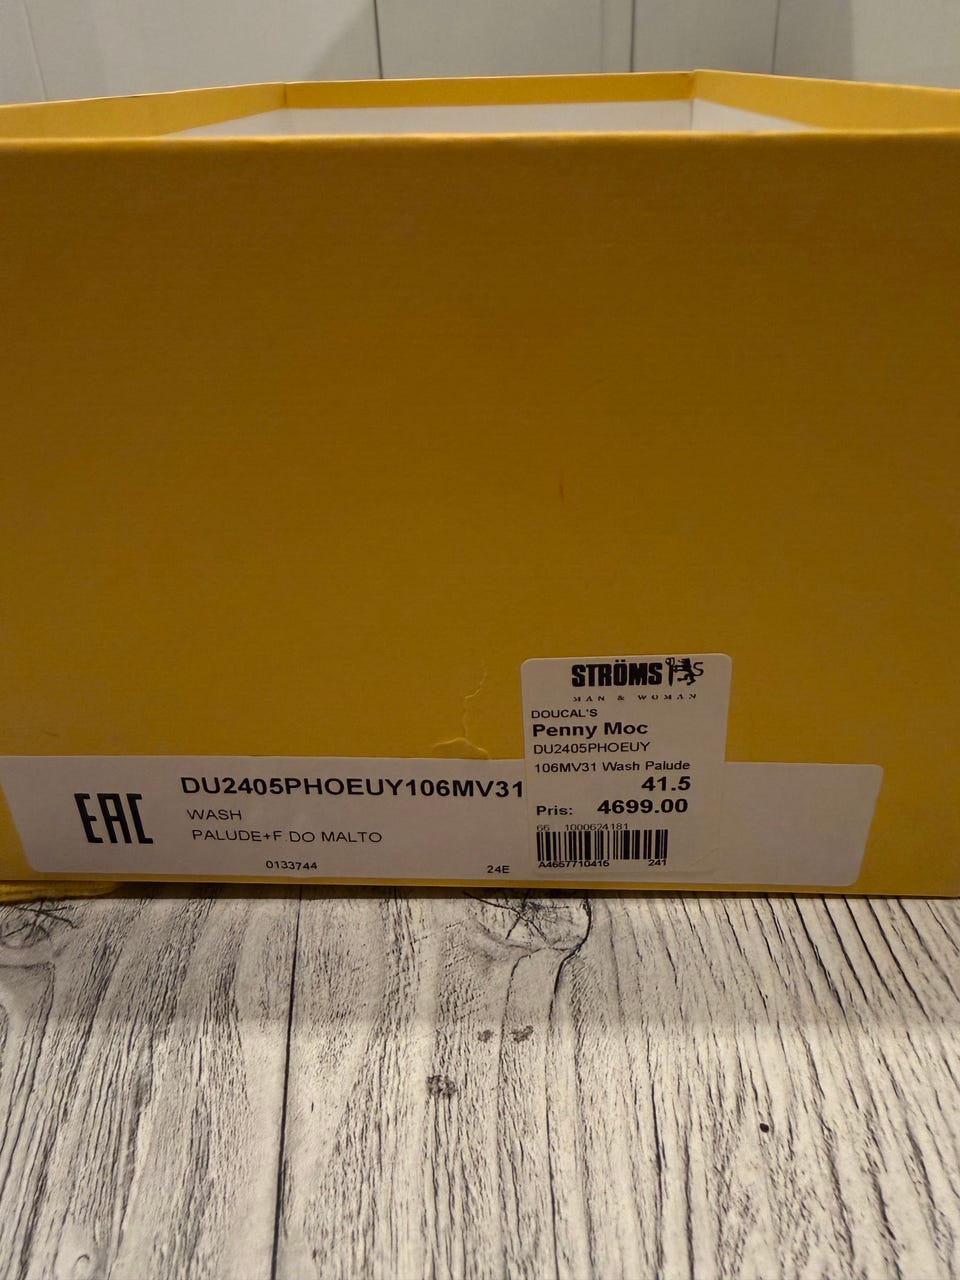 STRÖMS
MAN & WOMAN
DOUCAL'S
Penny Moc
DU2405PHOEUY
106MV31 Wash Palude
41.5
Pris: 4699.00
66 1000624181
A4657710416 241
EAC
DU2405PHOEUY106MV31
WASH
PALUDE+F.DO MALTO
0133744 24E